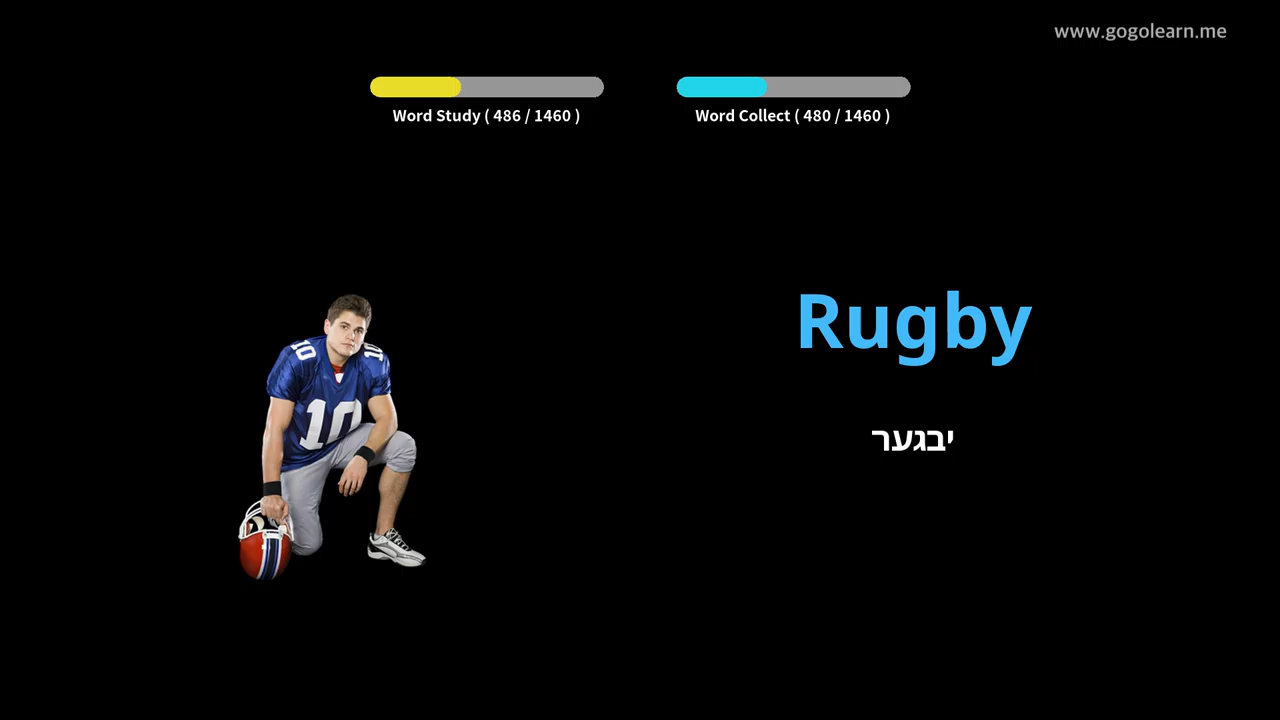 www.gogolearn.me
Word Study ( 486 / 1460 )
Word Collect ( 480 / 1460 )
Rugby
יבגער
10
10
10